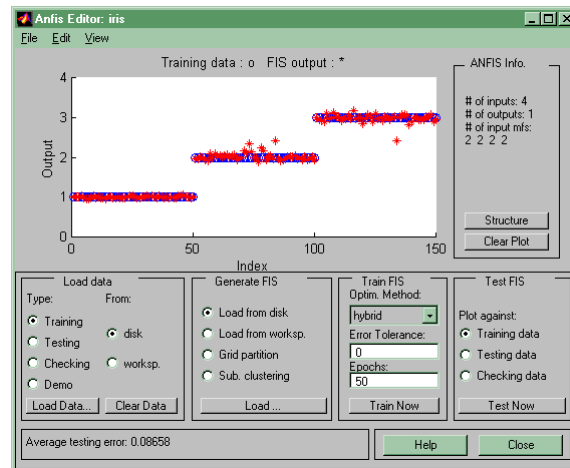 Anfis Editor: iris
File Edit View
Training data : o FIS output : *
4
3
2
1
0
Output
0 50 100 150
Index
ANFIS Info.
# of inputs: 4
# of outputs: 1
# of input mfs:
2 2 2 2
Structure
Clear Plot
Load data
Type: From:
Training
Testing
Checking
Demo
disk
worksp.
Load Data... Clear Data
Generate FIS
Load from disk
Load from worksp.
Grid partition
Sub. clustering
Load ...
Train FIS
Optim. Method:
hybrid
Error Tolerance:
0
Epochs:
50
Train Now
Test FIS
Plot against:
Training data
Testing data
Checking data
Test Now
Average testing error: 0.08658
Help Close